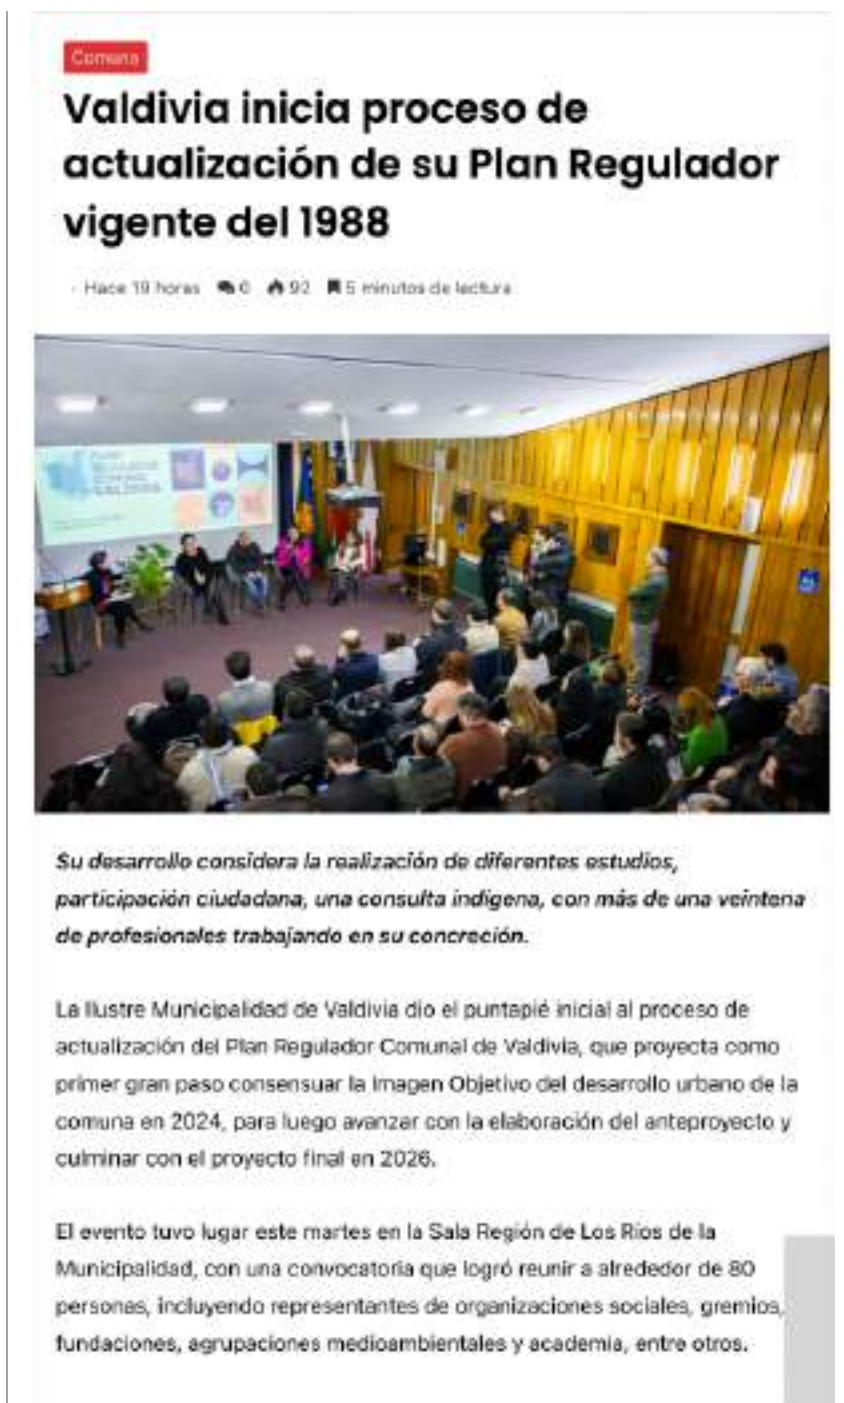 Comuna
Valdivia inicia proceso de
actualización de su Plan Regulador
vigente del 1988
- Hace 19 horas 0 92 5 minutos de lectura
PLAN
REGULADOR
COMUNAL
VALDIVIA
Su desarrollo considera la realización de diferentes estudios,
participación ciudadana, una consulta indígena, con más de una veintena
de profesionales trabajando en su concreción.
La Ilustre Municipalidad de Valdivia dio el puntapié inicial al proceso de
actualización del Plan Regulador Comunal de Valdivia, que proyecta como
primer gran paso consensuar la Imagen Objetivo del desarrollo urbano de la
comuna en 2024, para luego avanzar con la elaboración del anteproyecto y
culminar con el proyecto final en 2026.
El evento tuvo lugar este martes en la Sala Región de Los Ríos de la
Municipalidad, con una convocatoria que logró reunir a alrededor de 80
personas, incluyendo representantes de organizaciones sociales, gremios,
fundaciones, agrupaciones medioambientales y academia, entre otros.